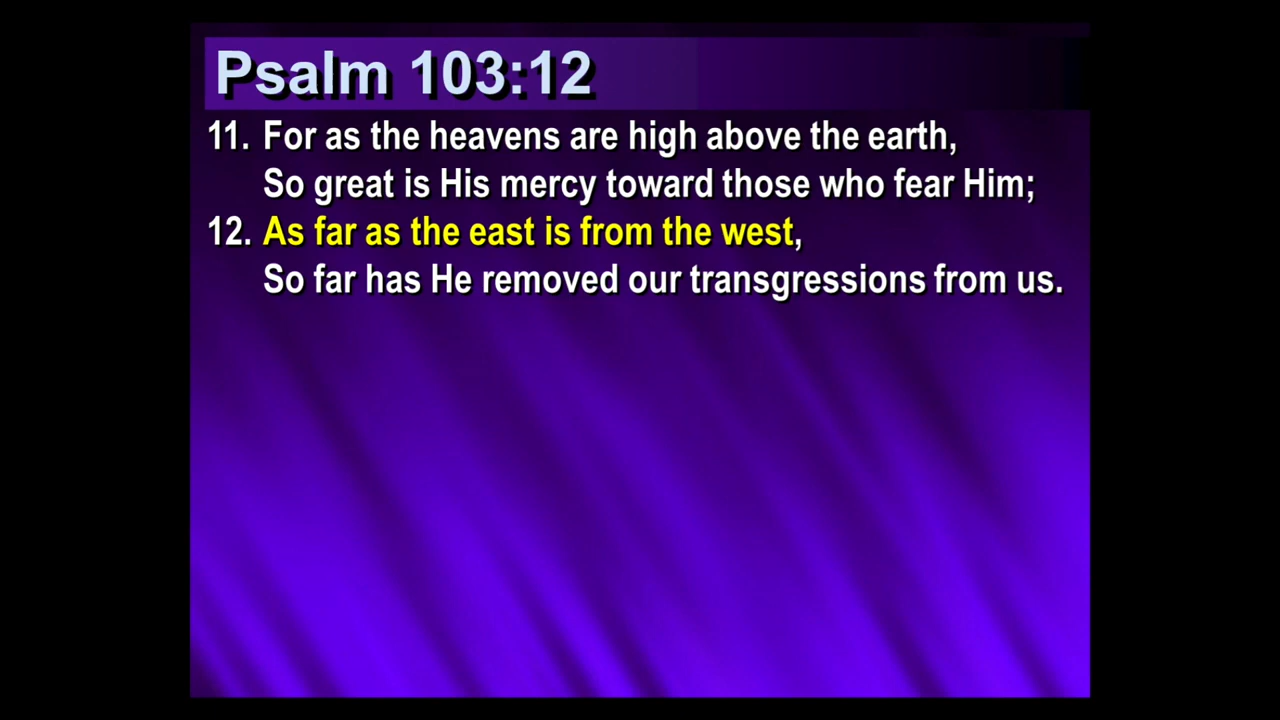 Psalm 103:12
11. For as the heavens are high above the earth,
So great is His mercy toward those who fear Him;
12. As far as the east is from the west,
So far has He removed our transgressions from us.